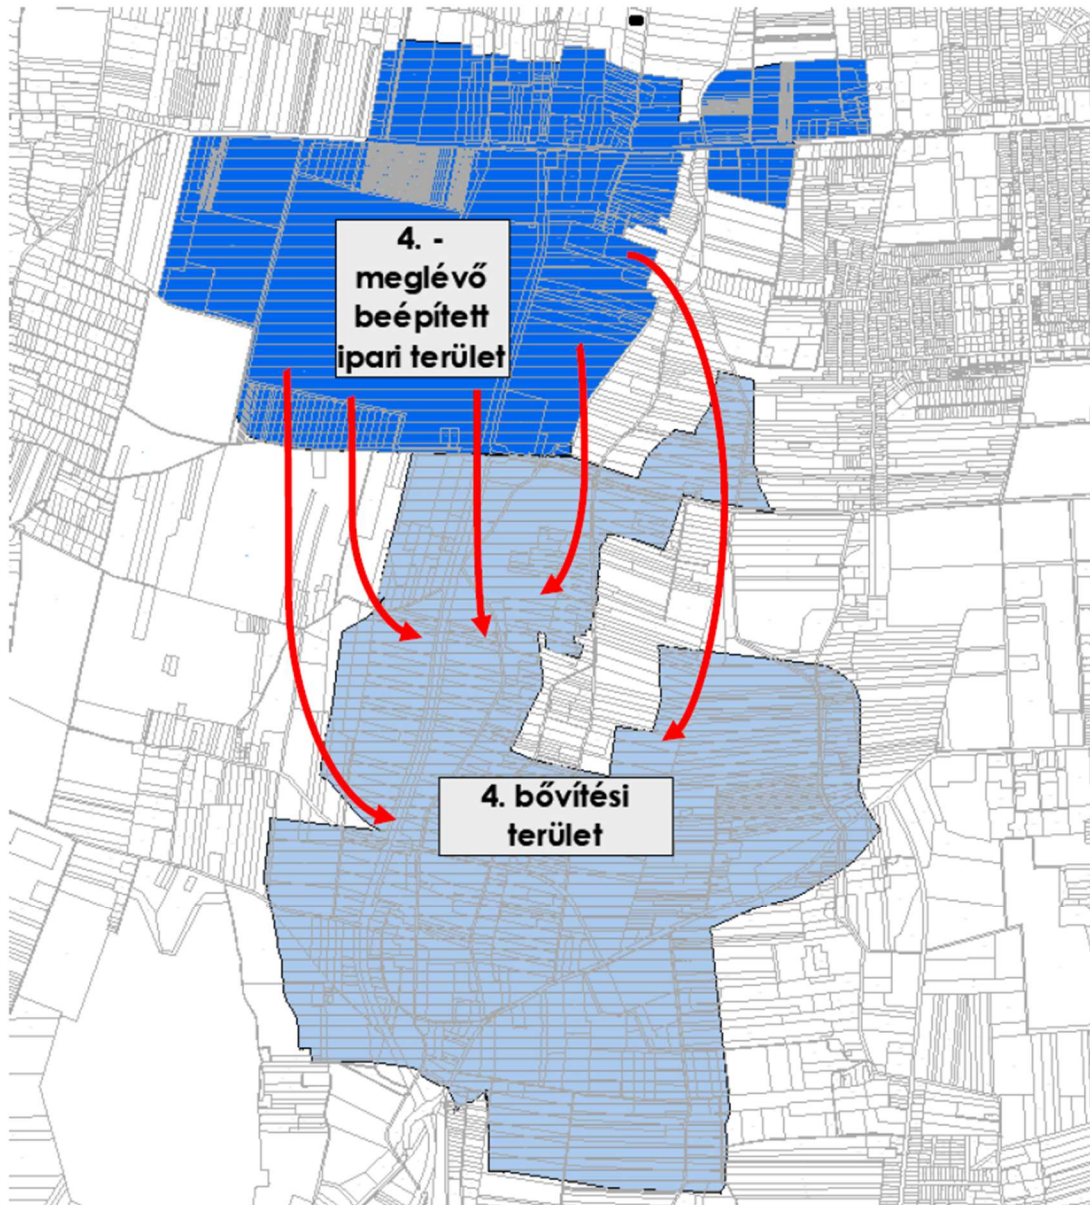 4. -
meglévő
beépített
ipari terület
4. bővítési
terület